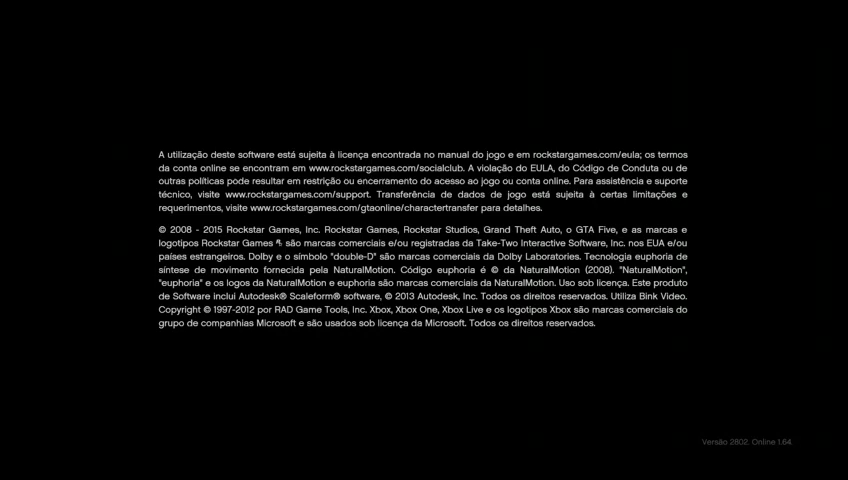 A utilização deste software está sujeita à licença encontrada no manual do jogo e em rockstargames.com/eula; os termos
da conta online se encontram em www.rockstargames.com/socialclub. A violação do EULA, do Código de Conduta ou de
outras políticas pode resultar em restrição ou encerramento do acesso ao jogo ou conta online. Para assistência e suporte
técnico, visite www.rockstargames.com/support. Transferência de dados de jogo está sujeita à certas limitações e
requerimentos, visite www.rockstargames.com/gtaonline/charactertransfer para detalhes.
© 2008 - 2015 Rockstar Games, Inc. Rockstar Games, Rockstar Studios, Grand Theft Auto, o GTA Five, e as marcas e
logotipos Rockstar Games são marcas comerciais e/ou registradas da Take-Two Interactive Software, Inc. nos EUA e/ou
países estrangeiros. Dolby e o símbolo "double-D" são marcas comerciais da Dolby Laboratories. Tecnologia euphoria de
síntese de movimento fornecida pela NaturalMotion. Código euphoria é © da NaturalMotion (2008). "NaturalMotion",
"euphoria" e os logos da NaturalMotion e euphoria são marcas comerciais da NaturalMotion. Uso sob licença. Este produto
de Software inclui Autodesk® Scaleform® software, © 2013 Autodesk, Inc. Todos os direitos reservados. Utiliza Bink Video.
Copyright © 1997-2012 por RAD Game Tools, Inc. Xbox, Xbox One, Xbox Live e os logotipos Xbox são marcas comerciais do
grupo de companhias Microsoft e são usados sob licença da Microsoft. Todos os direitos reservados.
Versão 2802. Online 1.64.